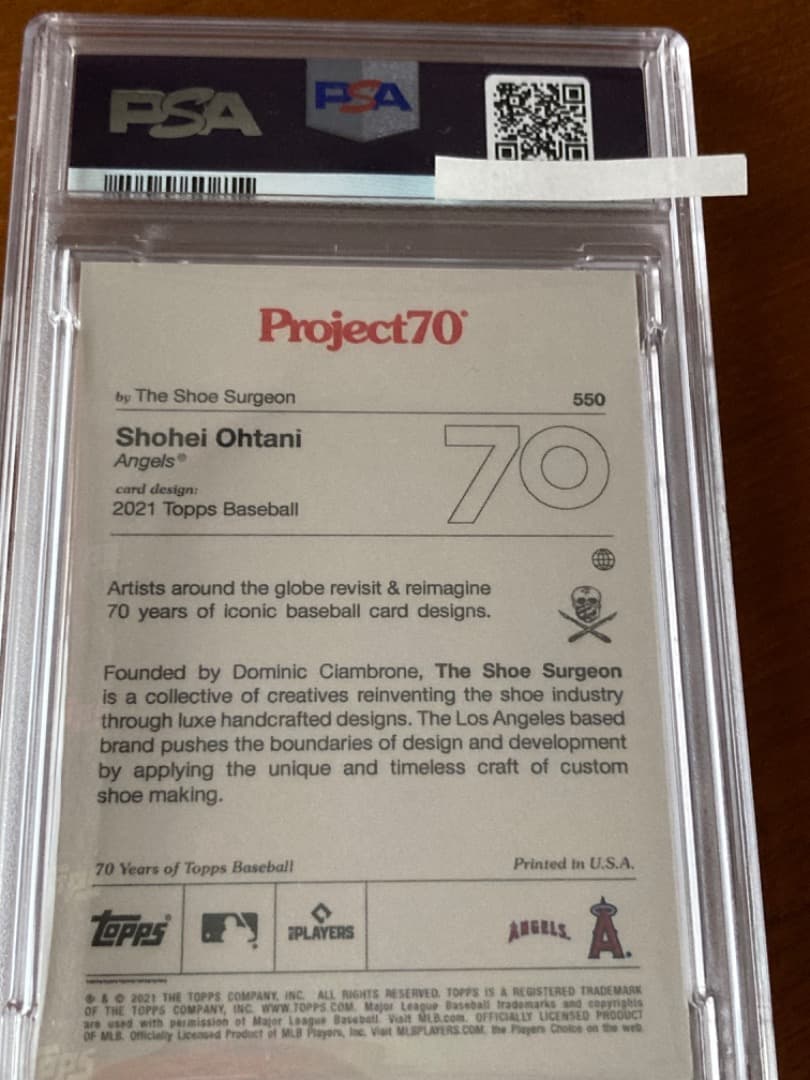 PSA
PSA
Project70®
by The Shoe Surgeon
550
Shohei Ohtani
Angels®
70
card design:
2021 Topps Baseball
Artists around the globe revisit & reimagine
70 years of iconic baseball card designs.
Founded by Dominic Ciambrone, The Shoe Surgeon
is a collective of creatives reinventing the shoe industry
through luxe handcrafted designs. The Los Angeles based
brand pushes the boundaries of design and development
by applying the unique and timeless craft of custom
shoe making.
70 Years of Topps Baseball
Printed in U.S.A.
Topps®
PLAYERS
ANGELS
A
® & © 2021 THE TOPPS COMPANY, INC. ALL RIGHTS RESERVED. TOPPS IS A REGISTERED TRADEMARK
OF THE TOPPS COMPANY, INC. WWW.TOPPS.COM. Major League Baseball trademarks and copyrights
are used with permission of Major League Baseball. Visit MLB.com. OFFICIALLY LICENSED PRODUCT
OF MLB. Officially Licensed Product of MLB Players, Inc. Visit MLBPLAYERS.COM, the Players Choice on the web.